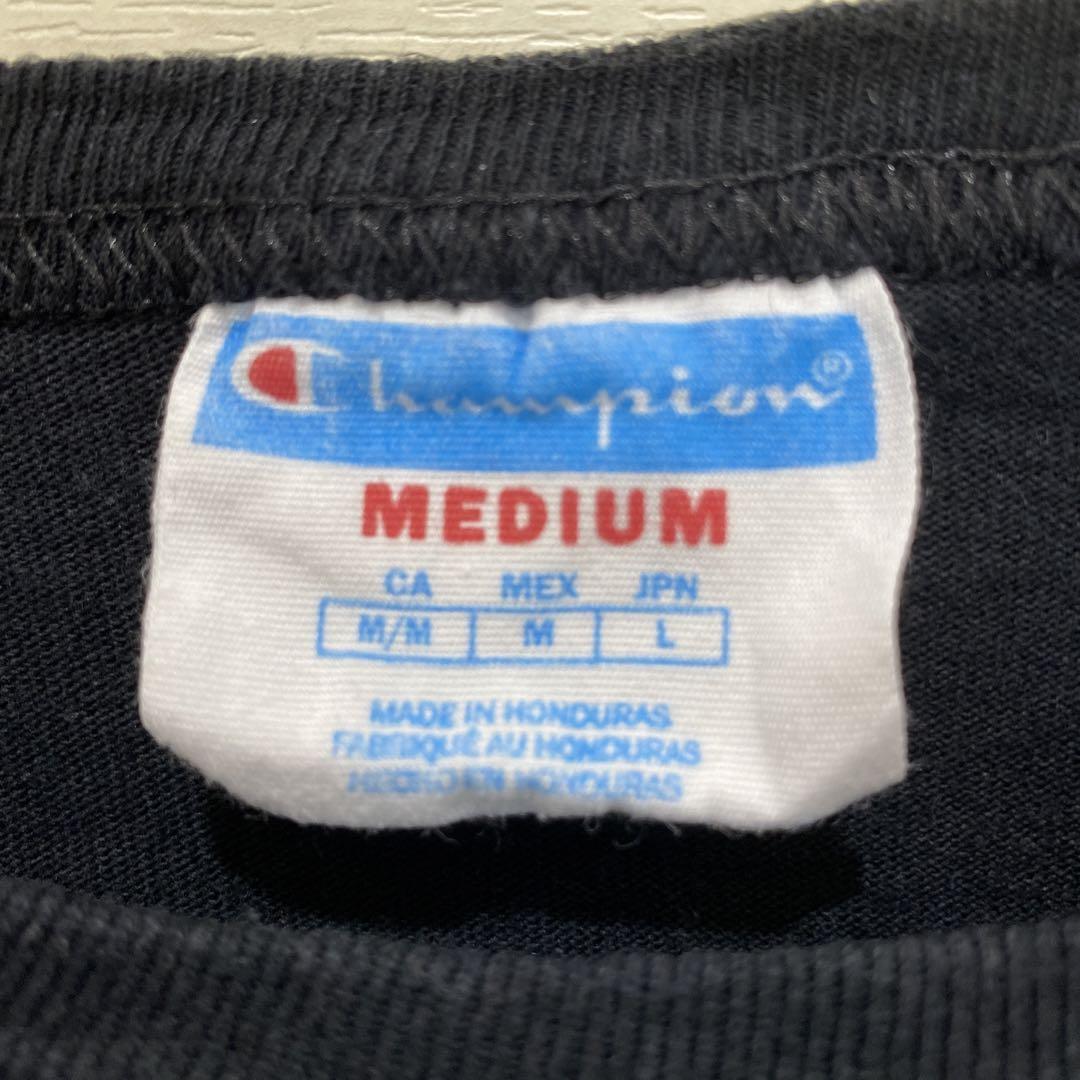 Champion®
MEDIUM
CA MEX JPN
M/M M L
MADE IN HONDURAS
FABRIQUÉ AU HONDURAS
HECHO EN HONDURAS